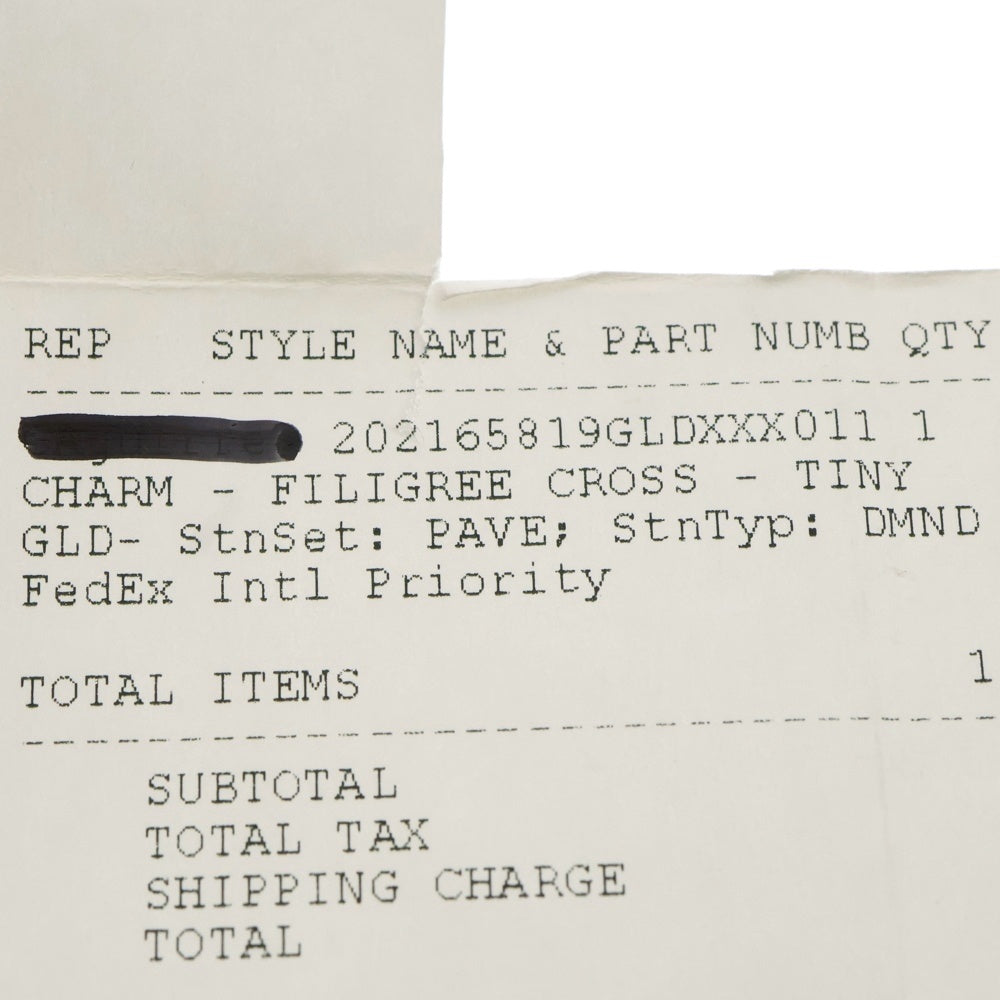 REP STYLE NAME & PART NUMB QTY
202165819GLDXXX011 1
CHARM - FILIGREE CROSS - TINY
GLD- StnSet: PAVE; StnTyp: DMND
FedEx Intl Priority
TOTAL ITEMS 1
SUBTOTAL
TOTAL TAX
SHIPPING CHARGE
TOTAL